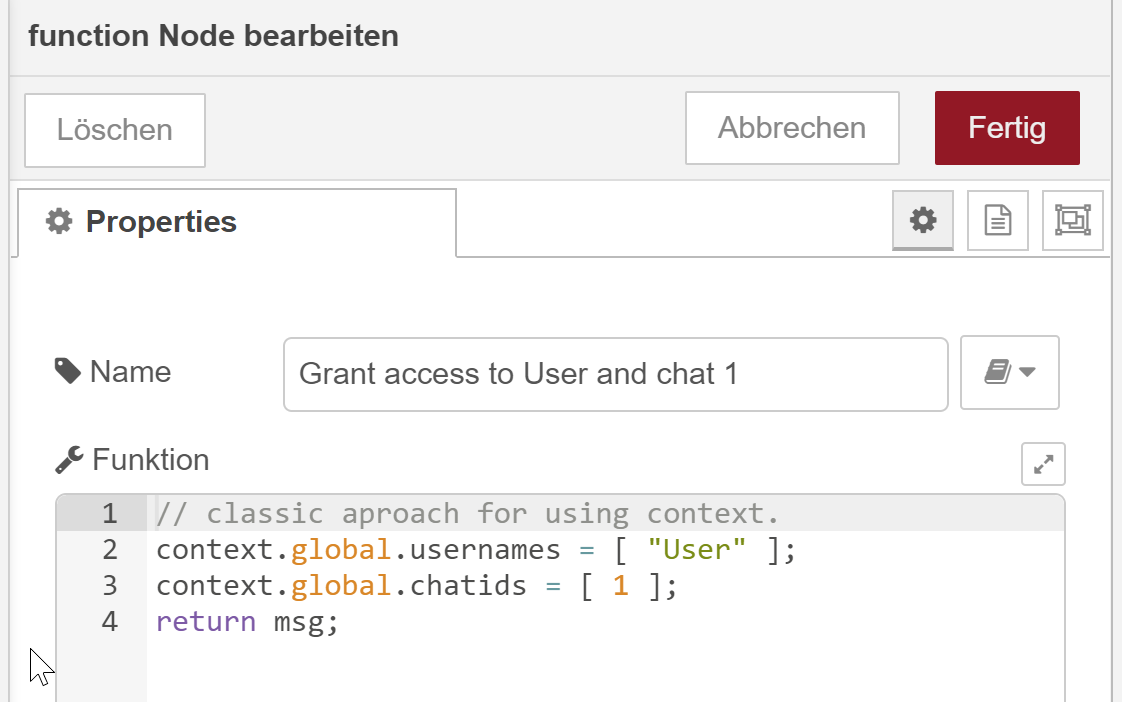 function Node bearbeiten
Löschen
Abbrechen
Fertig
Properties
Name
Grant access to User and chat 1
Funktion
1 // classic aproach for using context.
2 context.global.usernames = [ "User" ];
3 context.global.chatids = [ 1 ];
4 return msg;